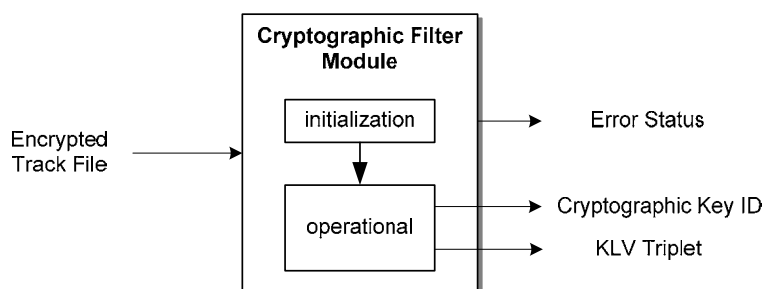 Cryptographic Filter
Module
initialization
Encrypted
Track File
Error Status
operational
Cryptographic Key ID
KLV Triplet